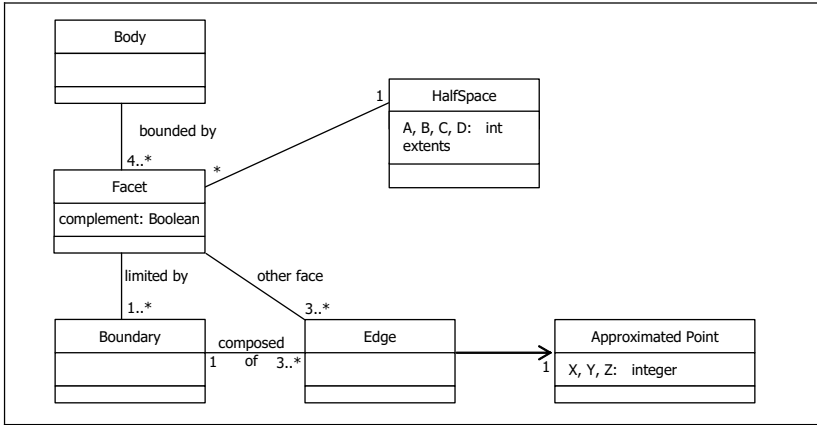 Body
HalfSpace
A, B, C, D: int
extents
1
bounded by
4..*
*
Facet
complement: Boolean
limited by
other face
1..*
3..*
Boundary
composed
of
1
3..*
Edge
1
Approximated Point
X, Y, Z: integer